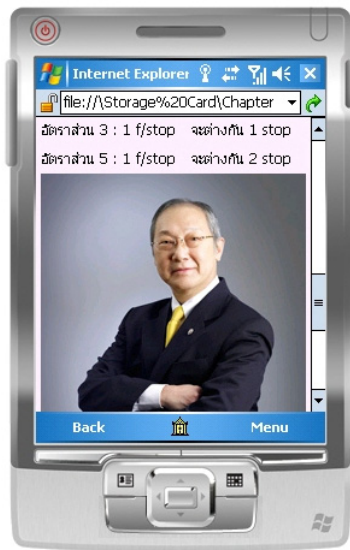 Internet Explorer
file://\Storage%20Card\Chapter
อัตราส่วน 3 : 1 f/stop จะต่างกัน 1 stop
อัตราส่วน 5 : 1 f/stop จะต่างกัน 2 stop
Back Menu